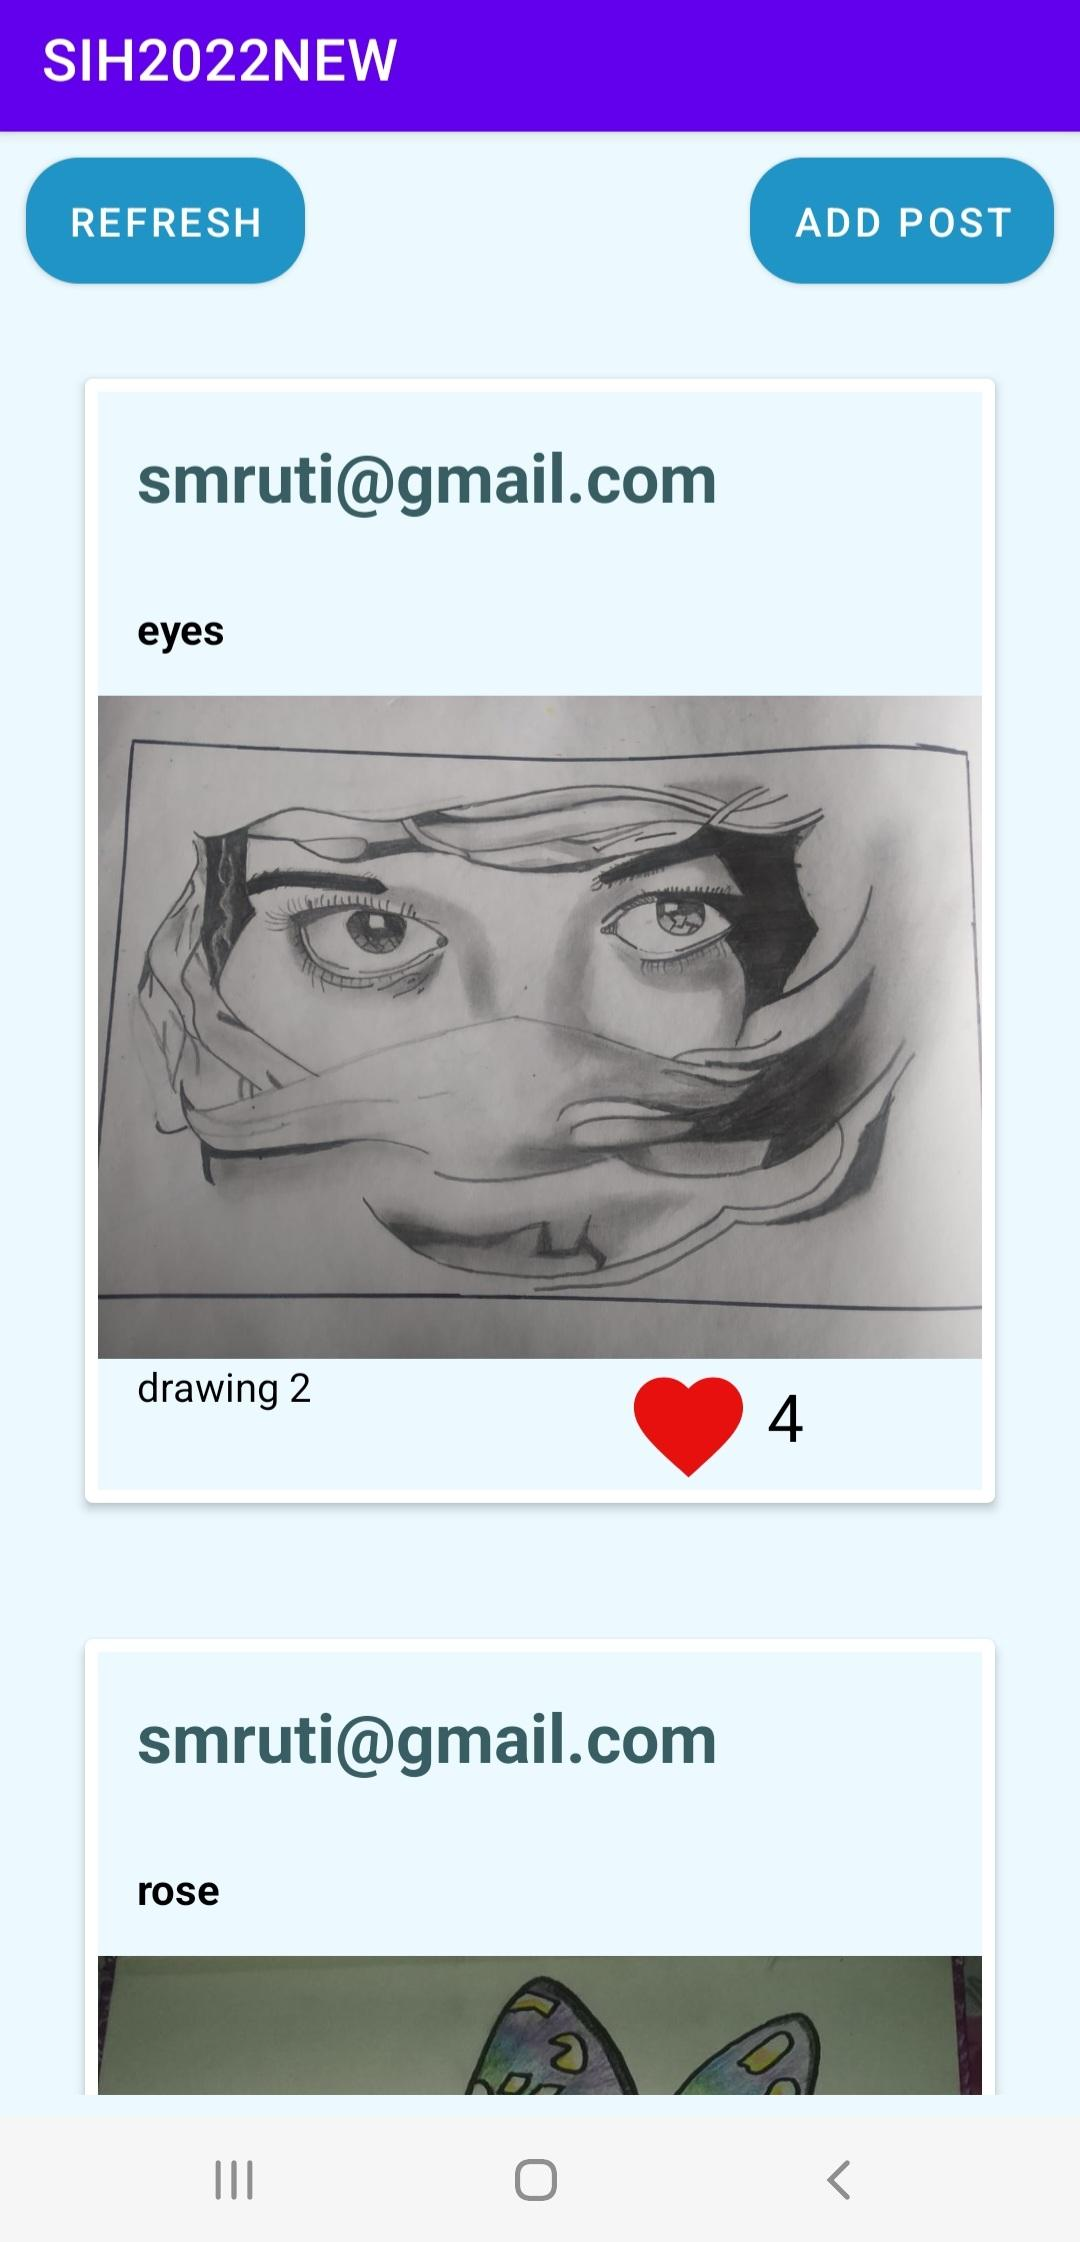 SIH2022NEW
REFRESH
ADD POST
smruti@gmail.com
eyes
drawing 2
4
smruti@gmail.com
rose